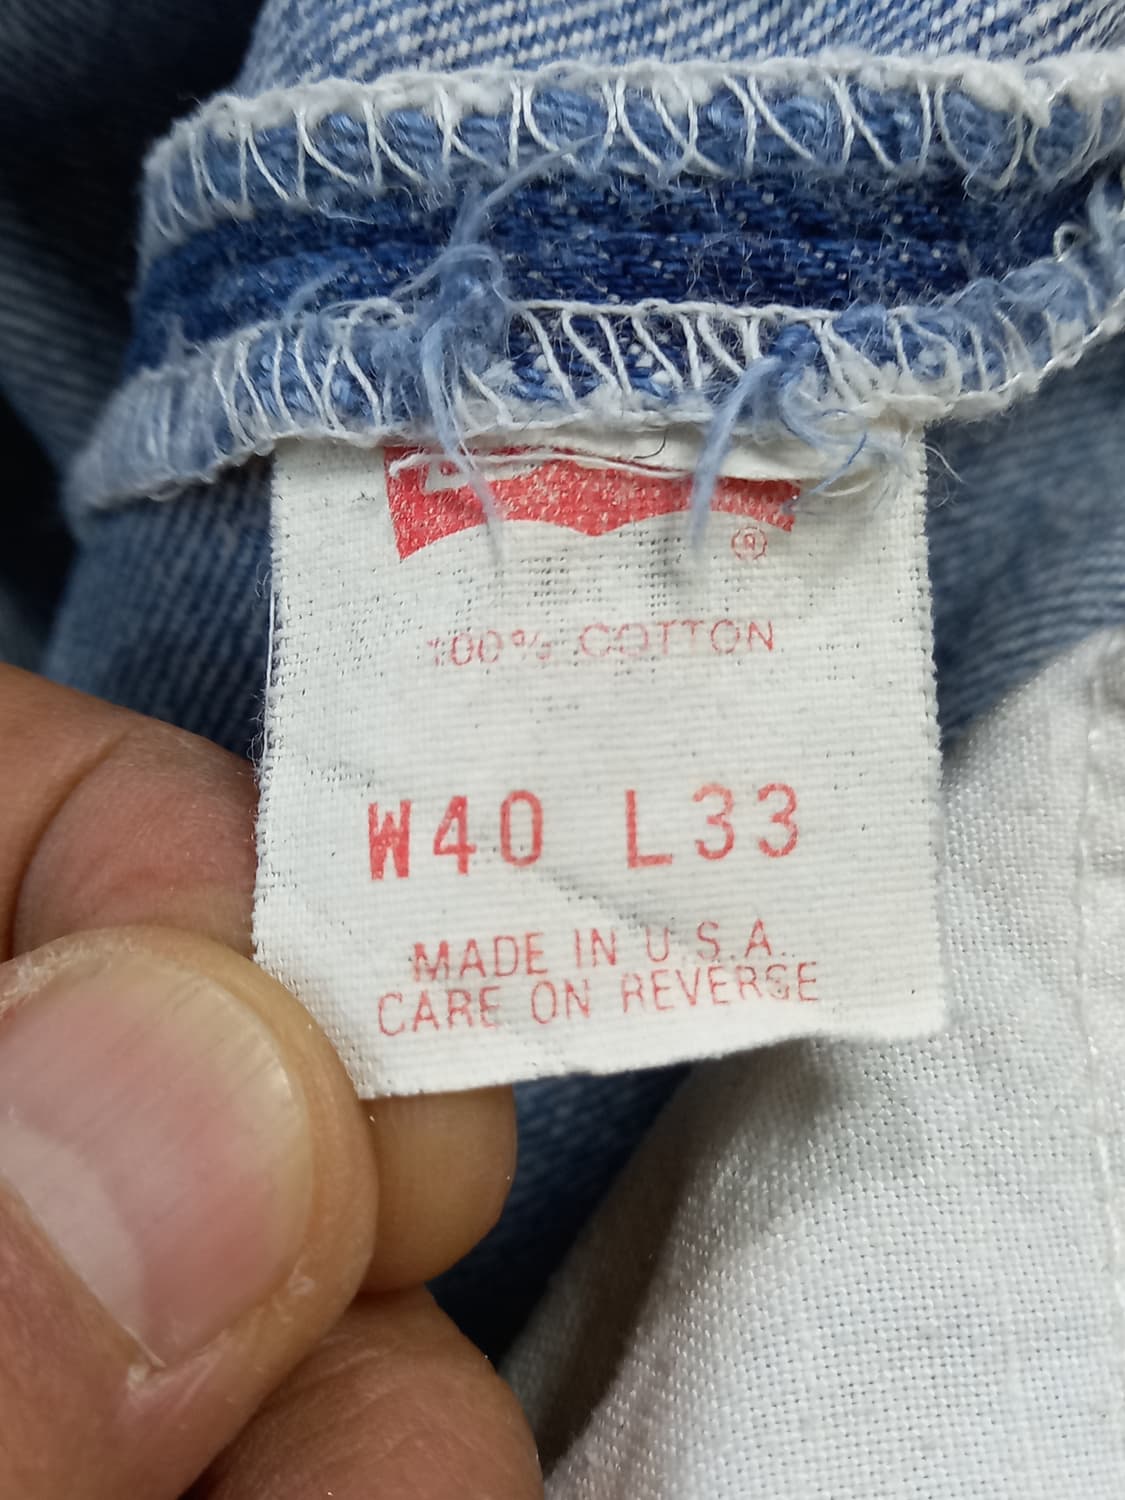 ®
100% COTTON
W40 L33
MADE IN U.S.A.
CARE ON REVERSE